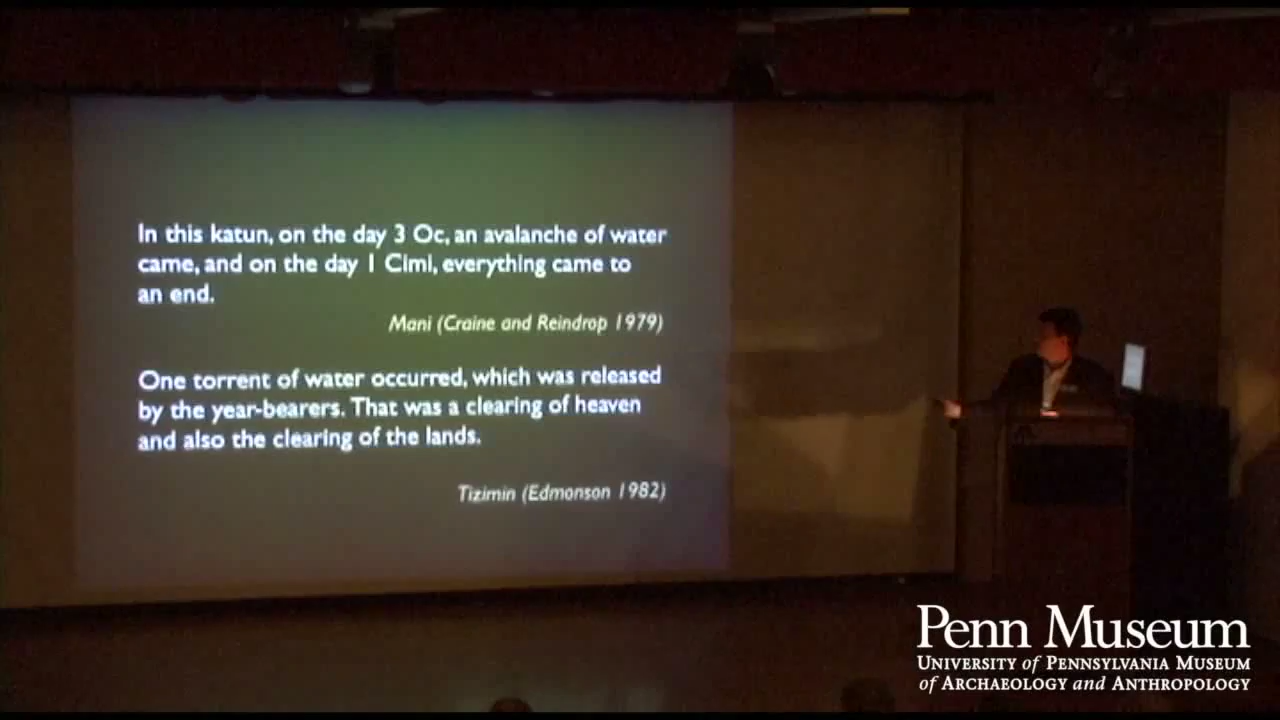 In this katun, on the day 3 Oc, an avalanche of water
came, and on the day 1 Cimi, everything came to
an end.
Mani (Craine and Reindrop 1979)
One torrent of water occurred, which was released
by the year-bearers. That was a clearing of heaven
and also the clearing of the lands.
Tizimin (Edmonson 1982)
Penn Museum
UNIVERSITY of PENNSYLVANIA MUSEUM
of ARCHAEOLOGY and ANTHROPOLOGY